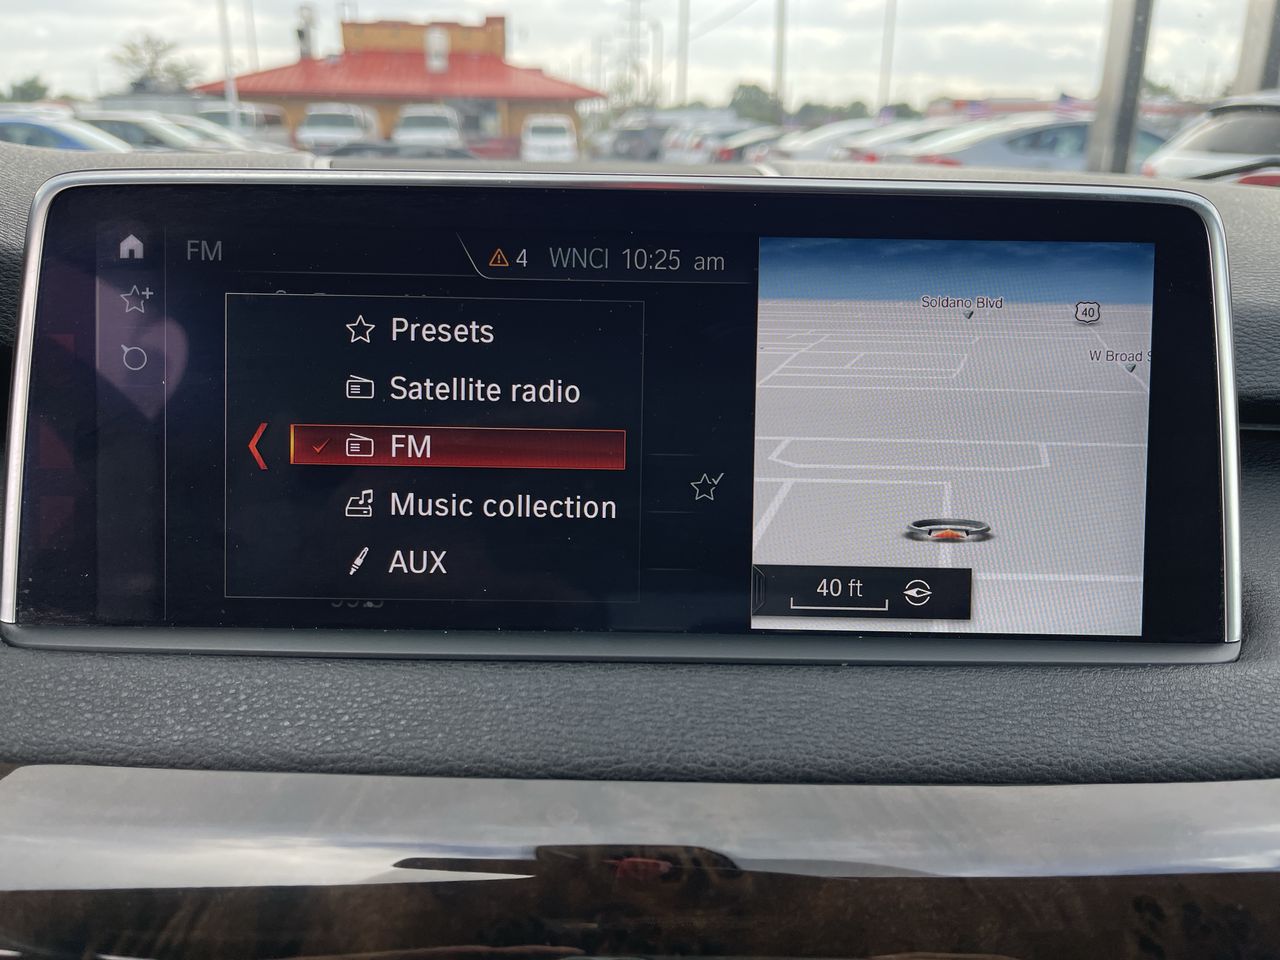 FM
4 WNCI 10:25 am
Presets
Satellite radio
FM
Music collection
AUX
Soldano Blvd
40
W Broad
40 ft